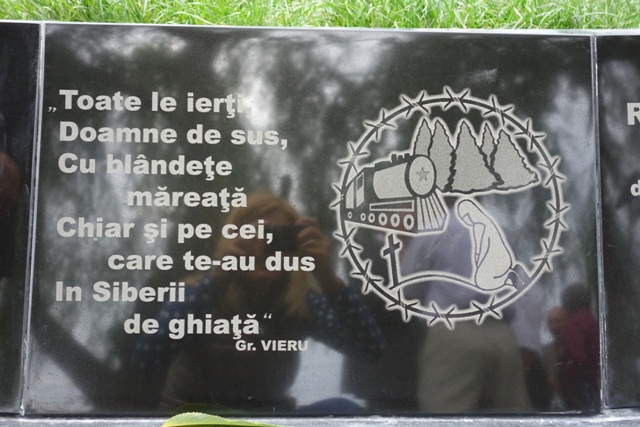 „Toate le ierţi,
Doamne de sus,
Cu blândeţe
măreaţă
Chiar şi pe cei,
care te-au dus
In Siberii
de ghiaţă“
Gr. VIERU
R
d